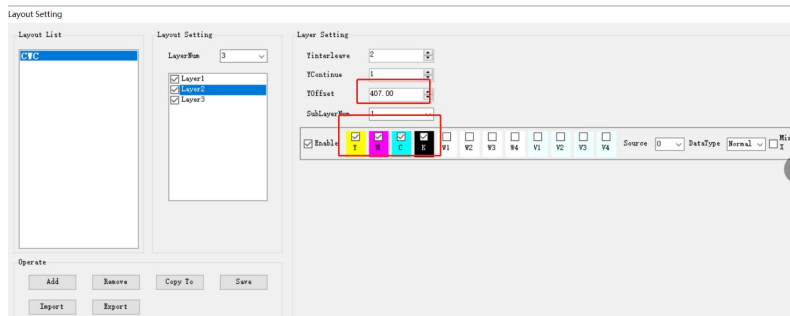 Layout Setting
Layout List
CWC
Layout Setting
LayerNum 3
Layer1
Layer2
Layer3
Layer Setting
Yinterleave 2
YContinue 1
YOffset 407.00
SubLayerNum 1
Enable Y M C K W1 W2 W3 W4 V1 V2 V3 V4 Source 0 DataType Normal
X
Operate
Add Remove Copy To Save
Import Export